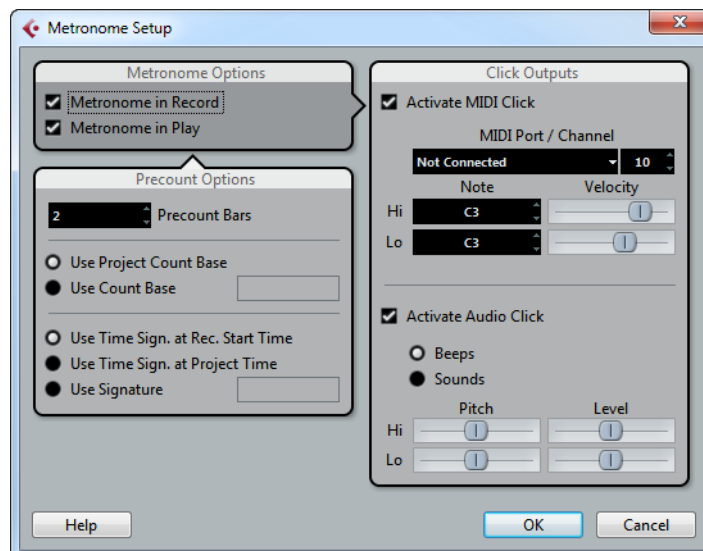 Metronome Setup
Metronome Options
Metronome in Record
Metronome in Play
Precount Options
2 Precount Bars
Use Project Count Base
Use Count Base
Use Time Sign. at Rec. Start Time
Use Time Sign. at Project Time
Use Signature
Click Outputs
Activate MIDI Click
MIDI Port / Channel
Not Connected 10
Note Velocity
Hi C3
Lo C3
Activate Audio Click
Beeps
Sounds
Pitch Level
Hi
Lo
Help OK Cancel